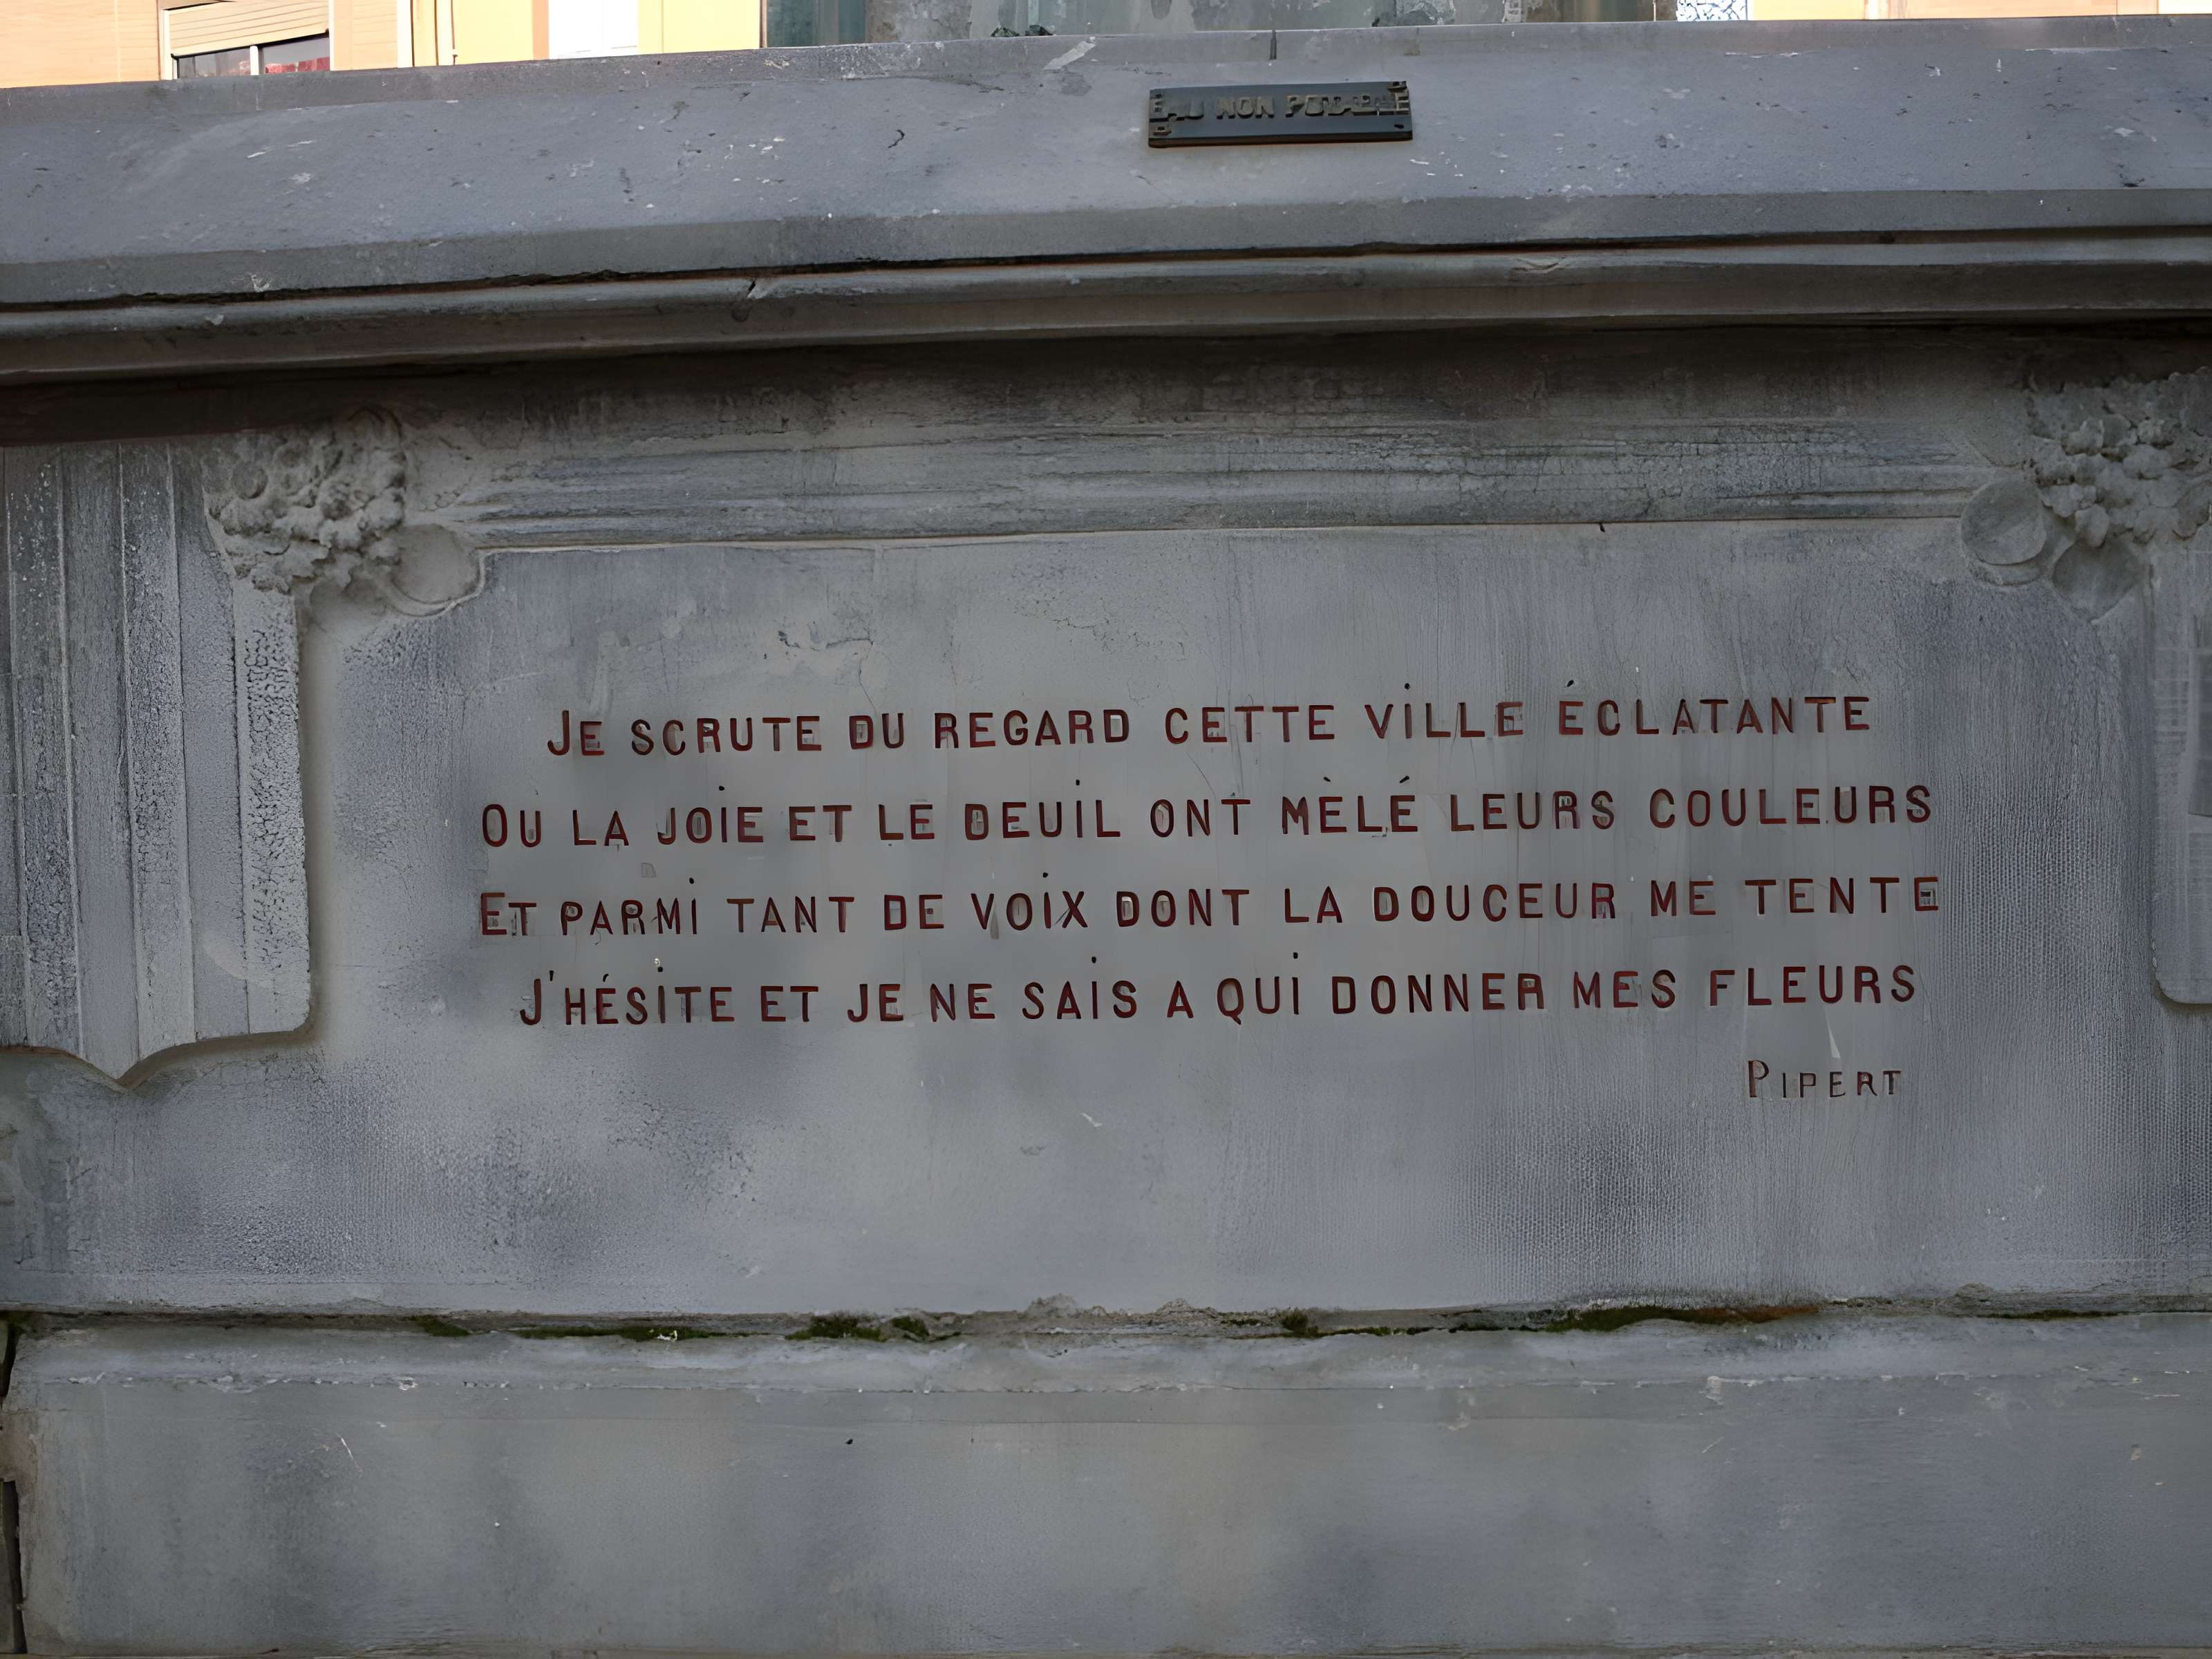 EAU NON POTABLE
JE SCRUTE DU REGARD CETTE VILLE ÉCLATANTE
OU LA JOIE ET LE DEUIL ONT MÈLÉ LEURS COULEURS
ET PARMI TANT DE VOIX DONT LA DOUCEUR ME TENTE
J'HÉSITE ET JE NE SAIS A QUI DONNER MES FLEURS
PIPERT